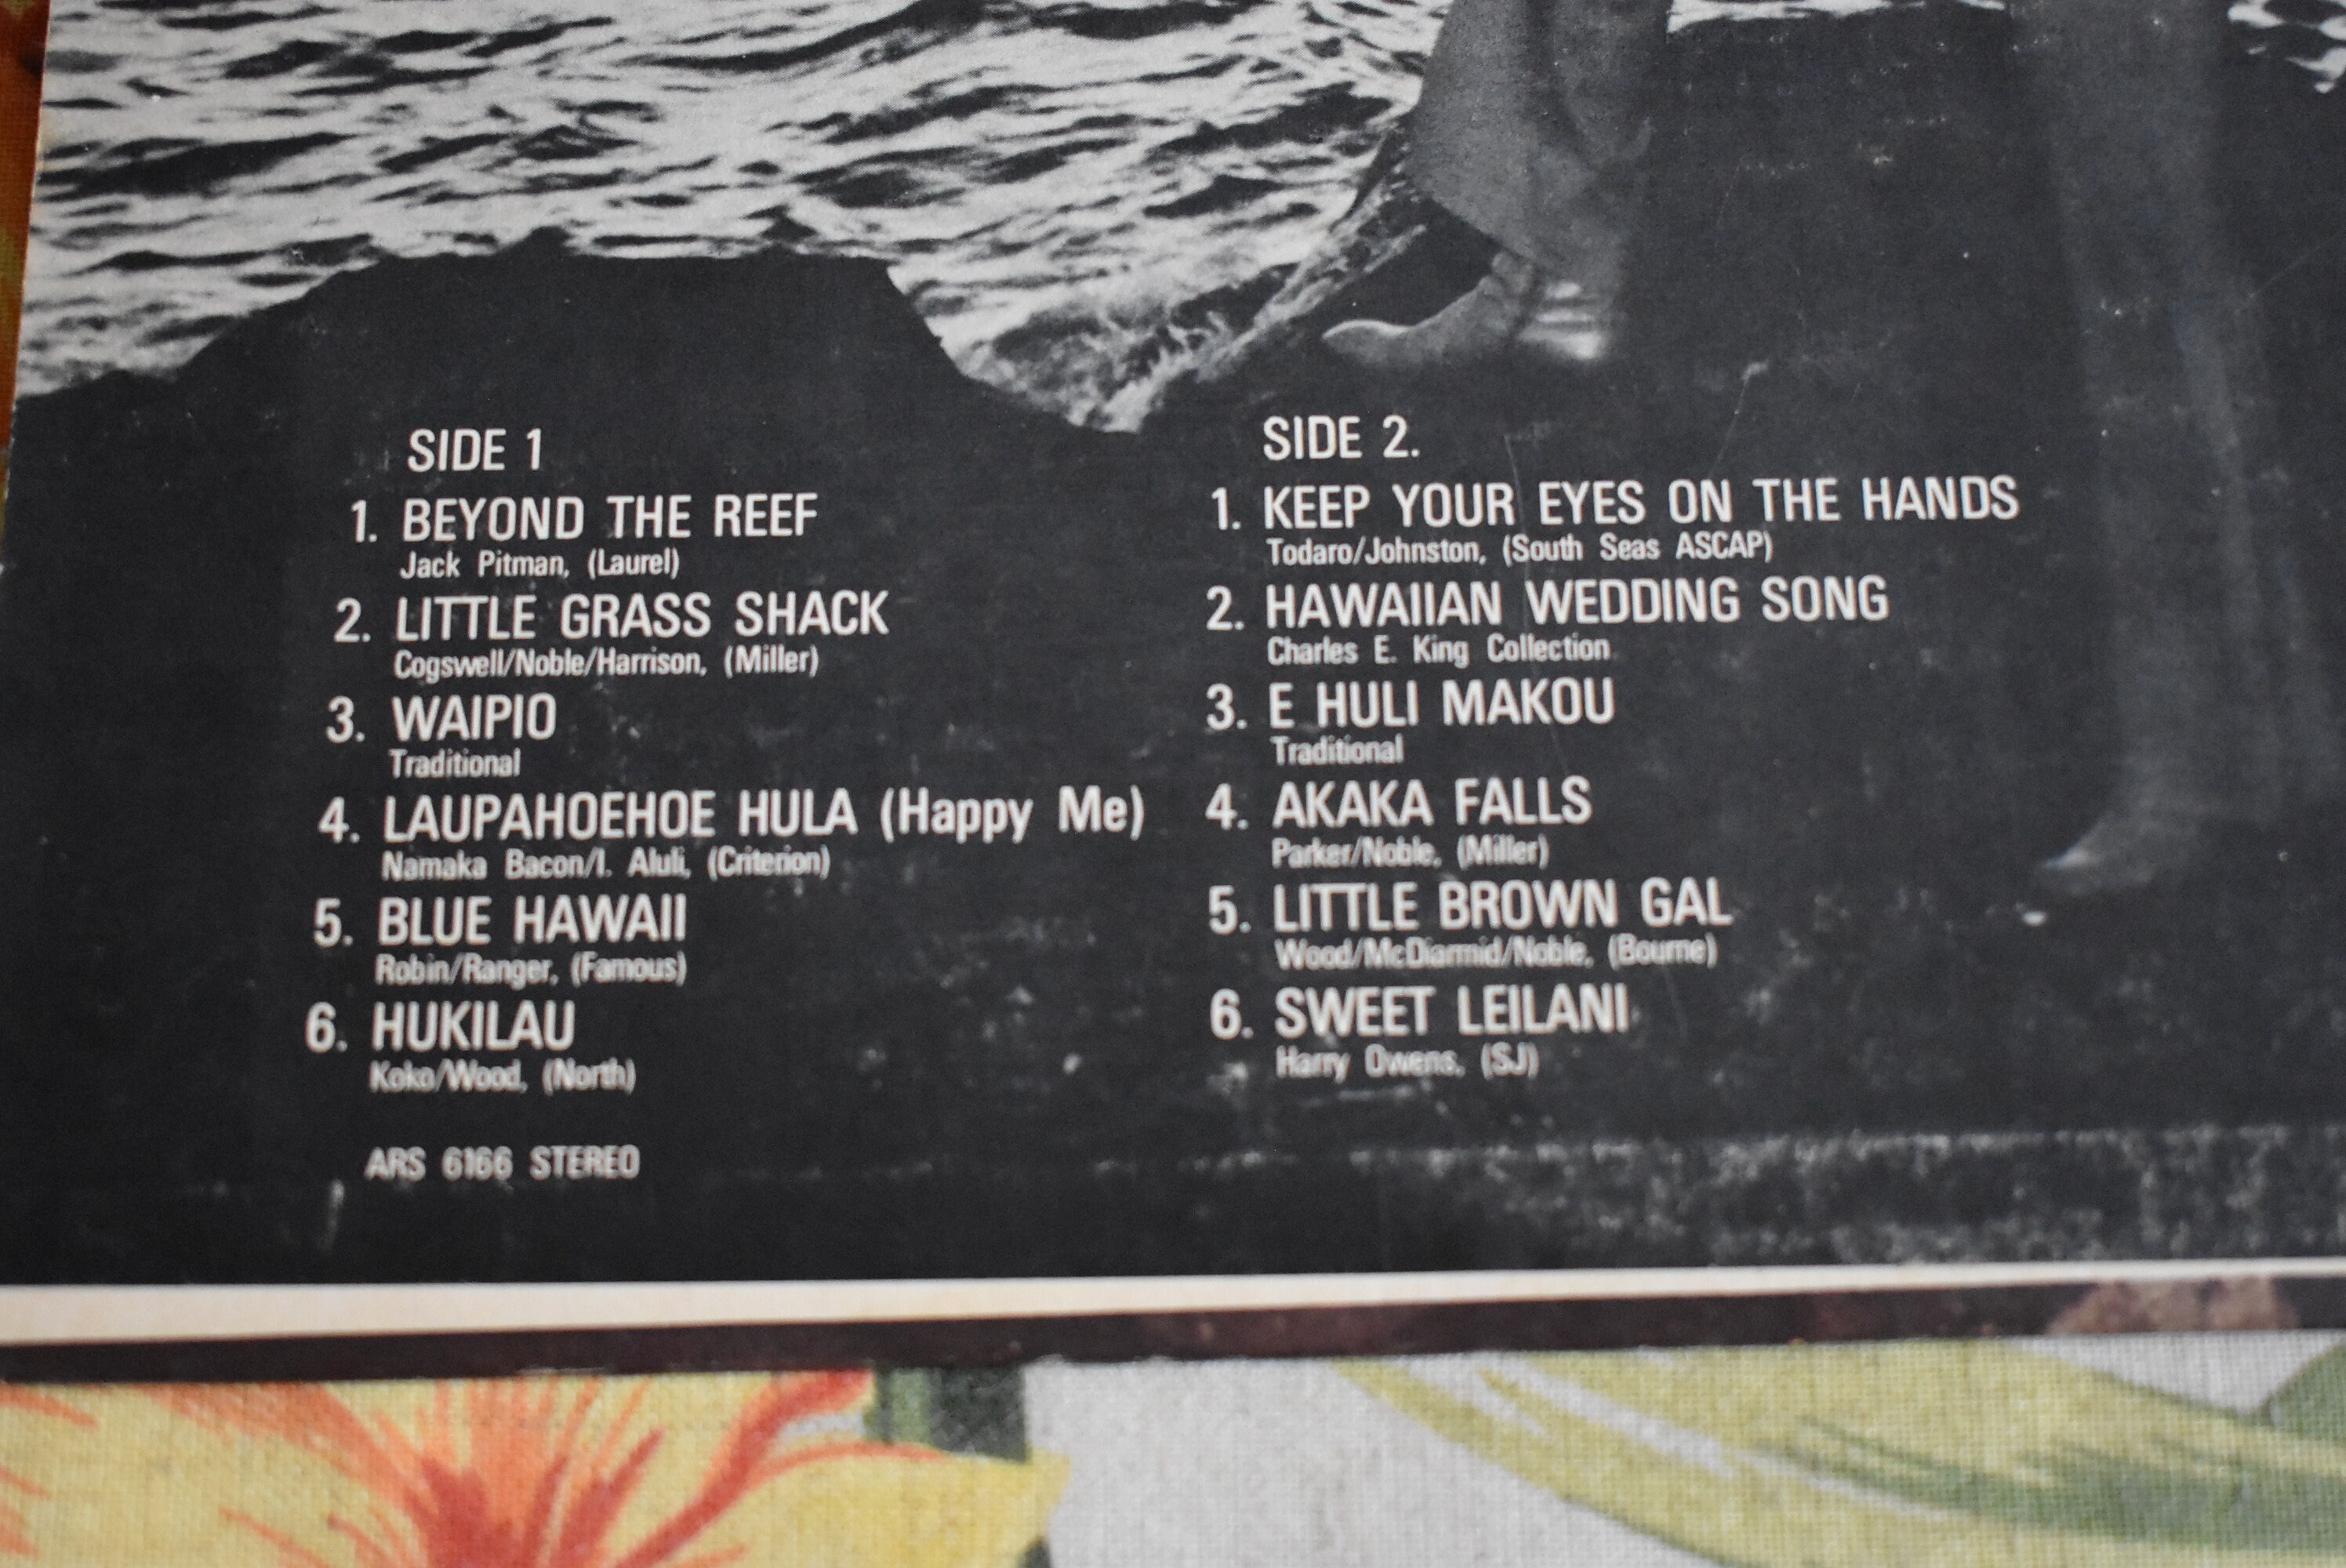 SIDE 1
1. BEYOND THE REEF
Jack Pitman, (Laurel)
2. LITTLE GRASS SHACK
Cogswell/Noble/Harrison, (Miller)
3. WAIPIO
Traditional
4. LAUPAHOEHOE HULA (Happy Me)
Namaka Bacon/I. Aluli, (Criterion)
5. BLUE HAWAII
Robin/Ranger, (Famous)
6. HUKILAU
Koko/Wood, (North)
ARS 6166 STEREO
SIDE 2.
1. KEEP YOUR EYES ON THE HANDS
Todaro/Johnston, (South Seas ASCAP)
2. HAWAIIAN WEDDING SONG
Charles E. King Collection
3. E HULI MAKOU
Traditional
4. AKAKA FALLS
Parker/Noble, (Miller)
5. LITTLE BROWN GAL
Wood/McDiarmid/Noble, (Bourne)
6. SWEET LEILANI
Harry Owens, (SJ)